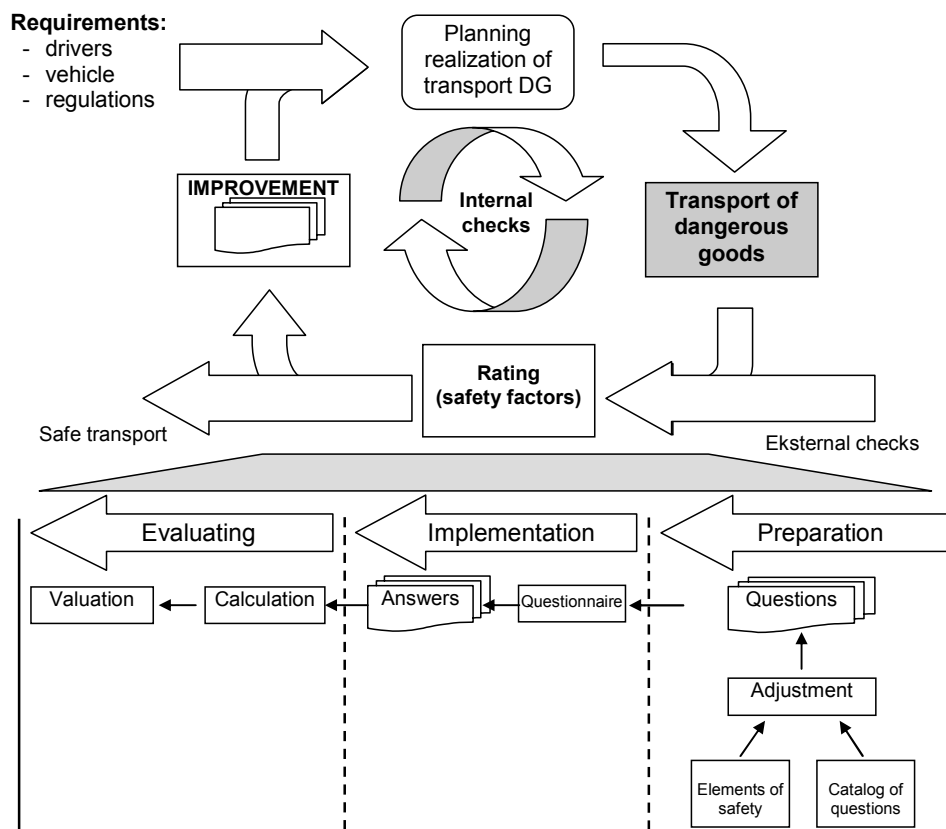 Requirements:
- drivers
- vehicle
- regulations
Planning
realization of
transport DG
IMPROVEMENT
Internal
checks
Transport of
dangerous
goods
Rating
(safety factors)
Safe transport
Eksternal checks
Evaluating
Implementation
Preparation
Valuation
Calculation
Answers
Questionnaire
Questions
Adjustment
Elements of
safety
Catalog of
questions